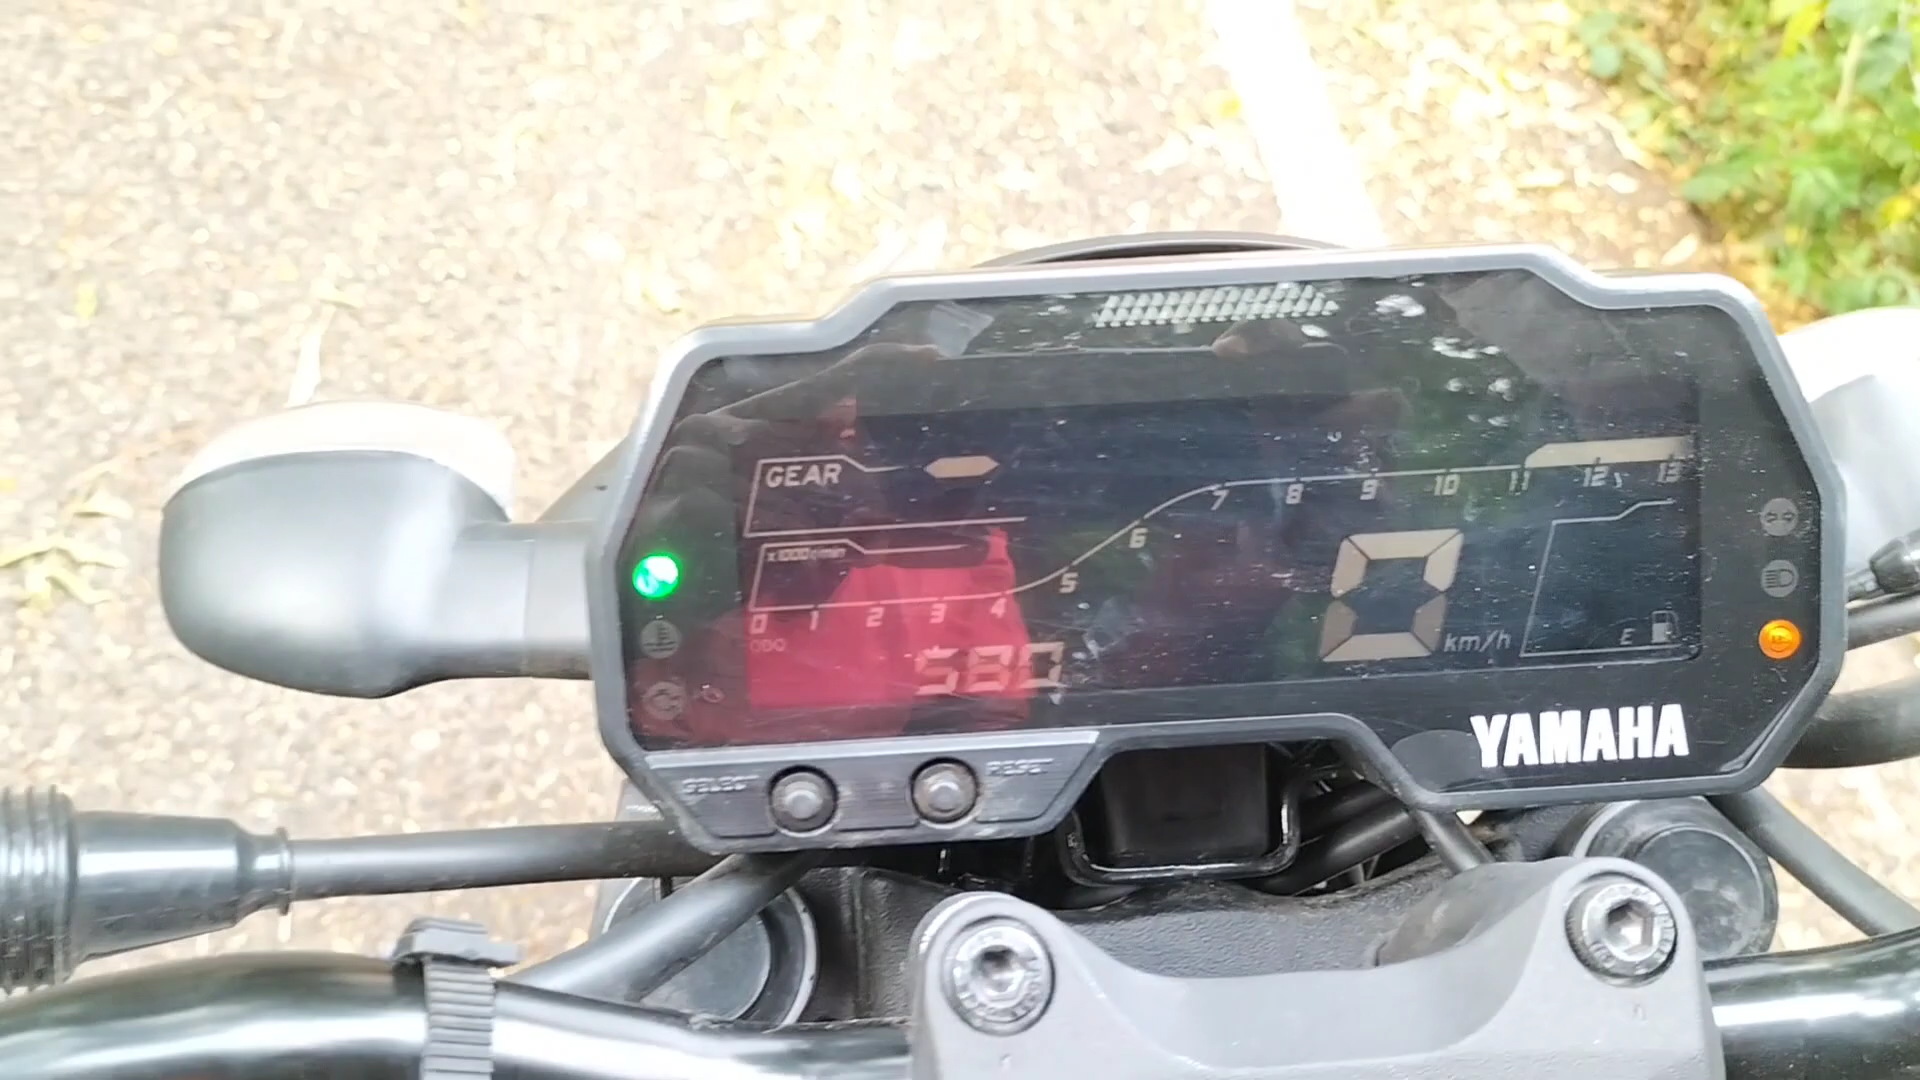 GEAR
x1000r/min
0 1 2 3 4 5 6 7 8 9 10 11 12 13
ODO
580
0 km/h
E
YAMAHA
SELECT
RESET